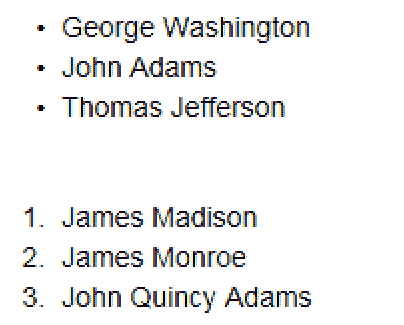 • George Washington
• John Adams
• Thomas Jefferson
1. James Madison
2. James Monroe
3. John Quincy Adams